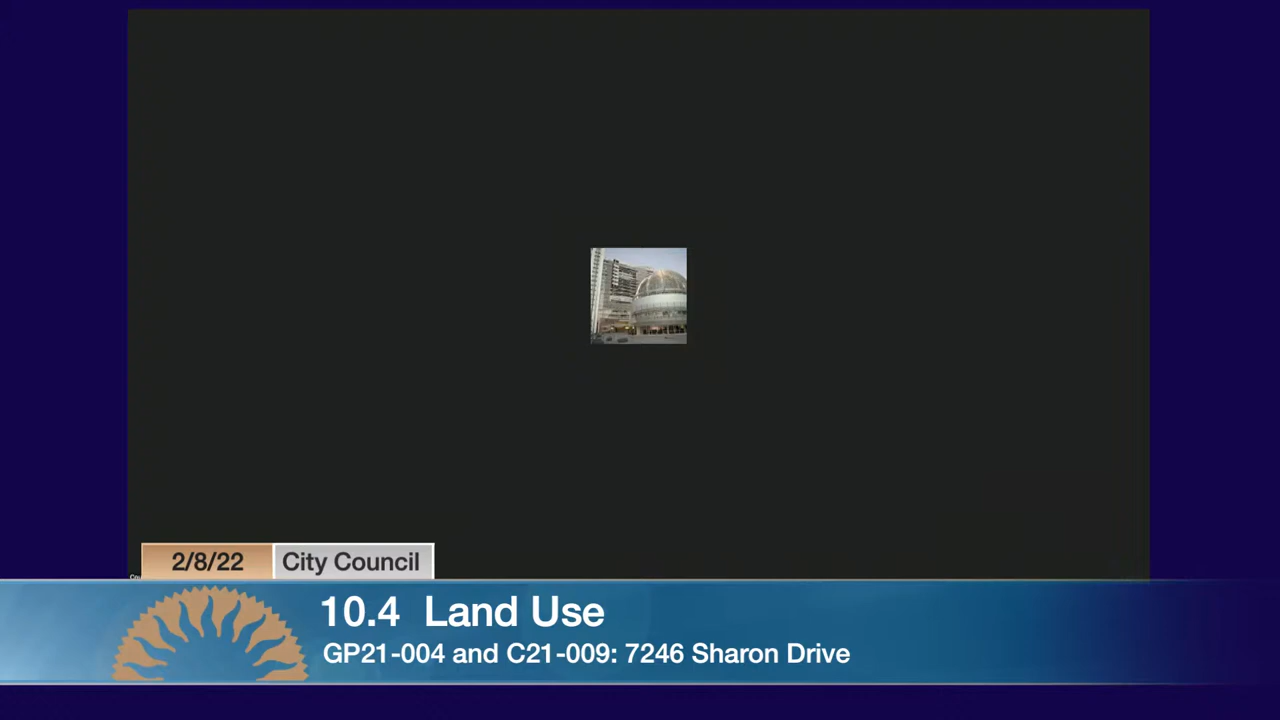 2/8/22 City Council
10.4 Land Use
GP21-004 and C21-009: 7246 Sharon Drive